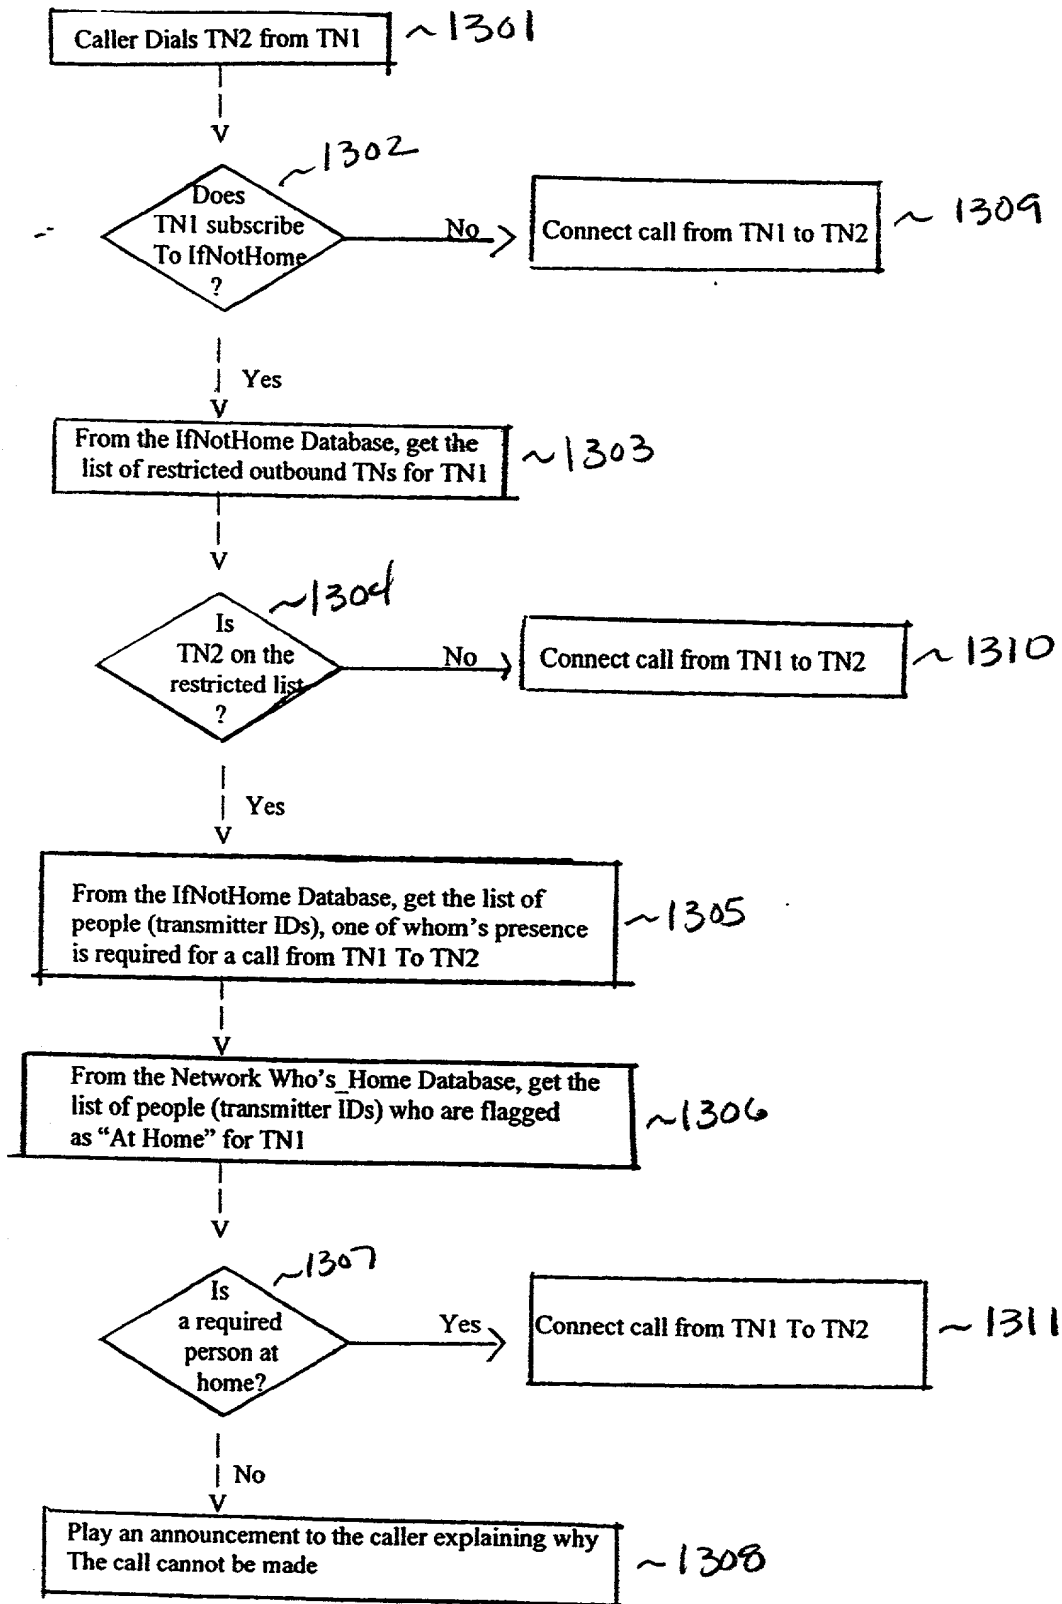 Caller Dials TN2 from TN1
~1301
~1302
Does
TN1 subscribe
To IfNotHome
?
No
Connect call from TN1 to TN2
~1309
Yes
From the IfNotHome Database, get the
list of restricted outbound TNs for TN1
~1303
~1304
Is
TN2 on the
restricted list
?
No
Connect call from TN1 to TN2
~1310
Yes
From the IfNotHome Database, get the list of
people (transmitter IDs), one of whom's presence
is required for a call from TN1 To TN2
~1305
From the Network Who's_Home Database, get the
list of people (transmitter IDs) who are flagged
as “At Home” for TN1
~1306
~1307
Is
a required
person at
home?
Yes
Connect call from TN1 To TN2
~1311
No
Play an announcement to the caller explaining why
The call cannot be made
~1308